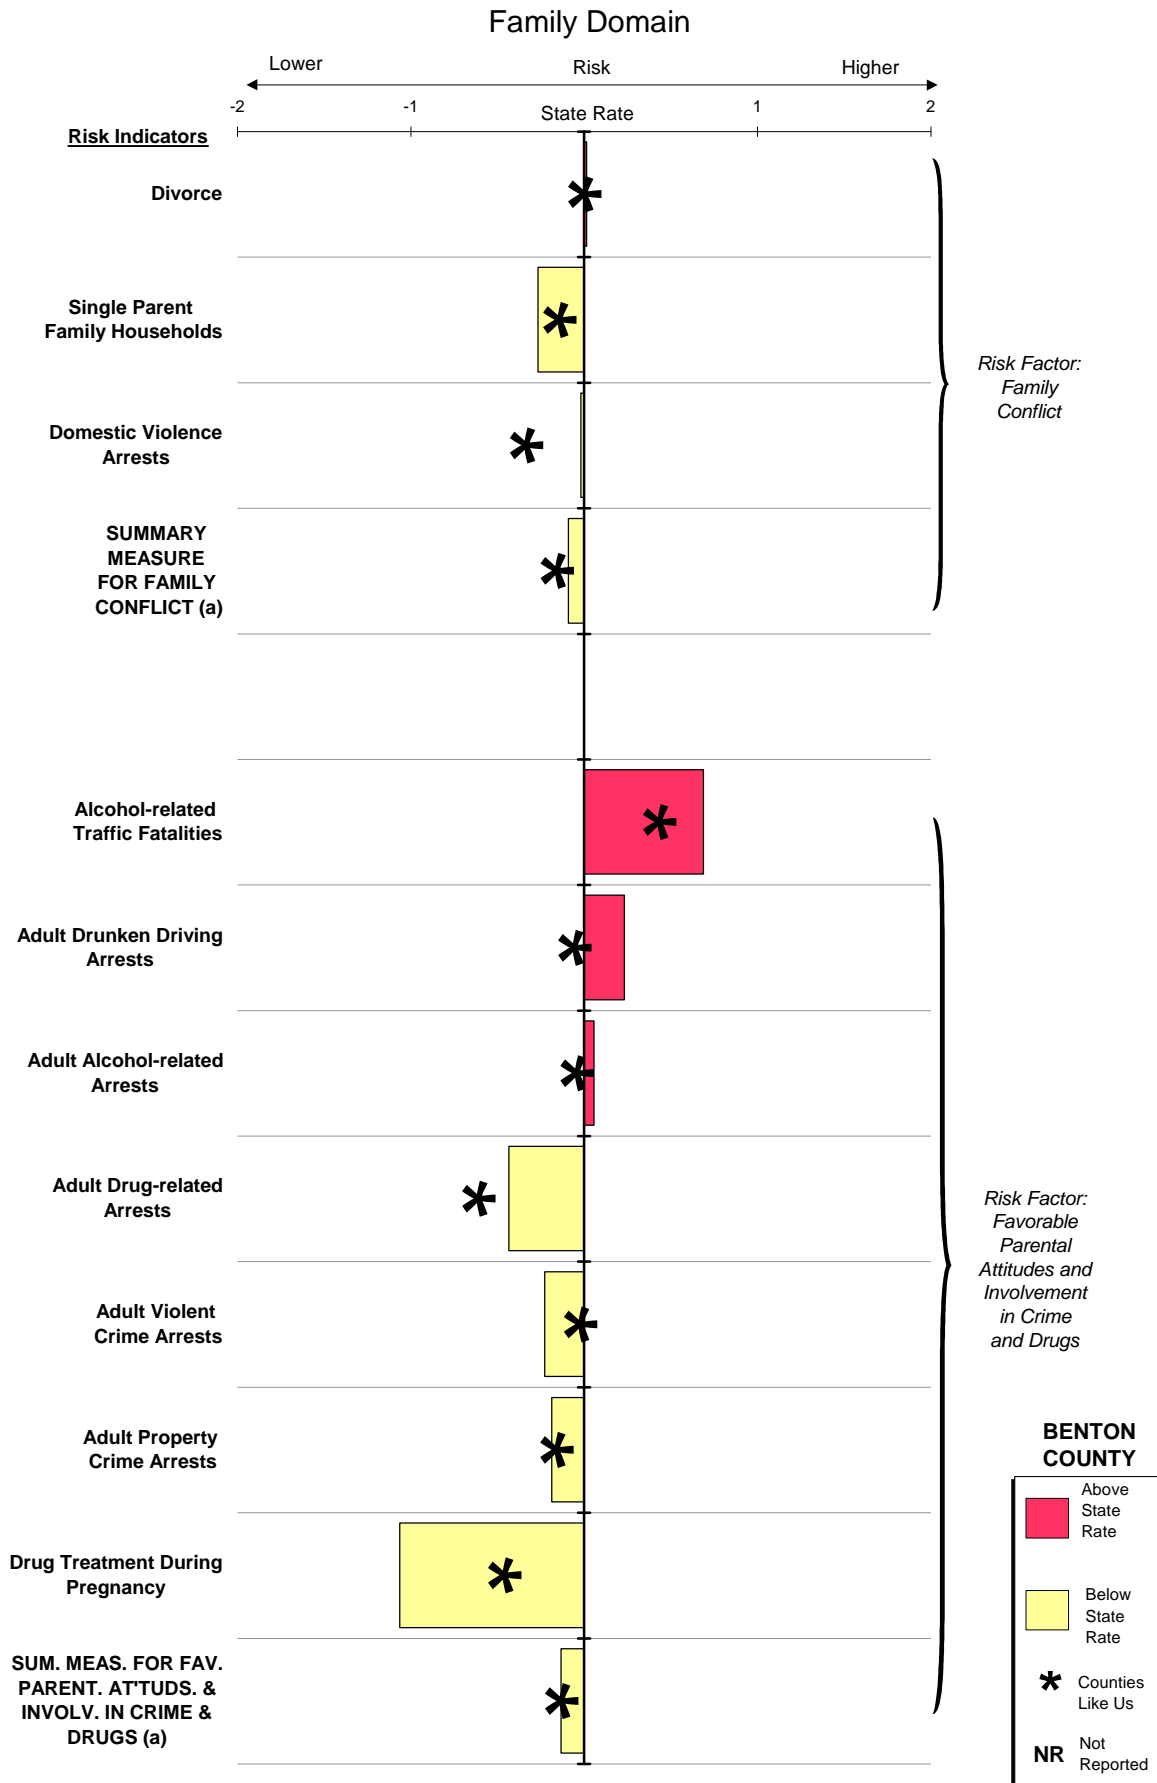 Family Domain
Lower Risk Higher
-2 -1 State Rate 1 2
Risk Indicators
Divorce
Single Parent
Family Households
Domestic Violence
Arrests
SUMMARY
MEASURE
FOR FAMILY
CONFLICT (a)
Risk Factor:
Family
Conflict
Alcohol-related
Traffic Fatalities
Adult Drunken Driving
Arrests
Adult Alcohol-related
Arrests
Adult Drug-related
Arrests
Adult Violent
Crime Arrests
Adult Property
Crime Arrests
Drug Treatment During
Pregnancy
SUM. MEAS. FOR FAV.
PARENT. AT'TUDS. &
INVOLV. IN CRIME &
DRUGS (a)
Risk Factor:
Favorable
Parental
Attitudes and
Involvement
in Crime
and Drugs
BENTON
COUNTY
Above
State
Rate
Below
State
Rate
* Counties
Like Us
NR Not
Reported